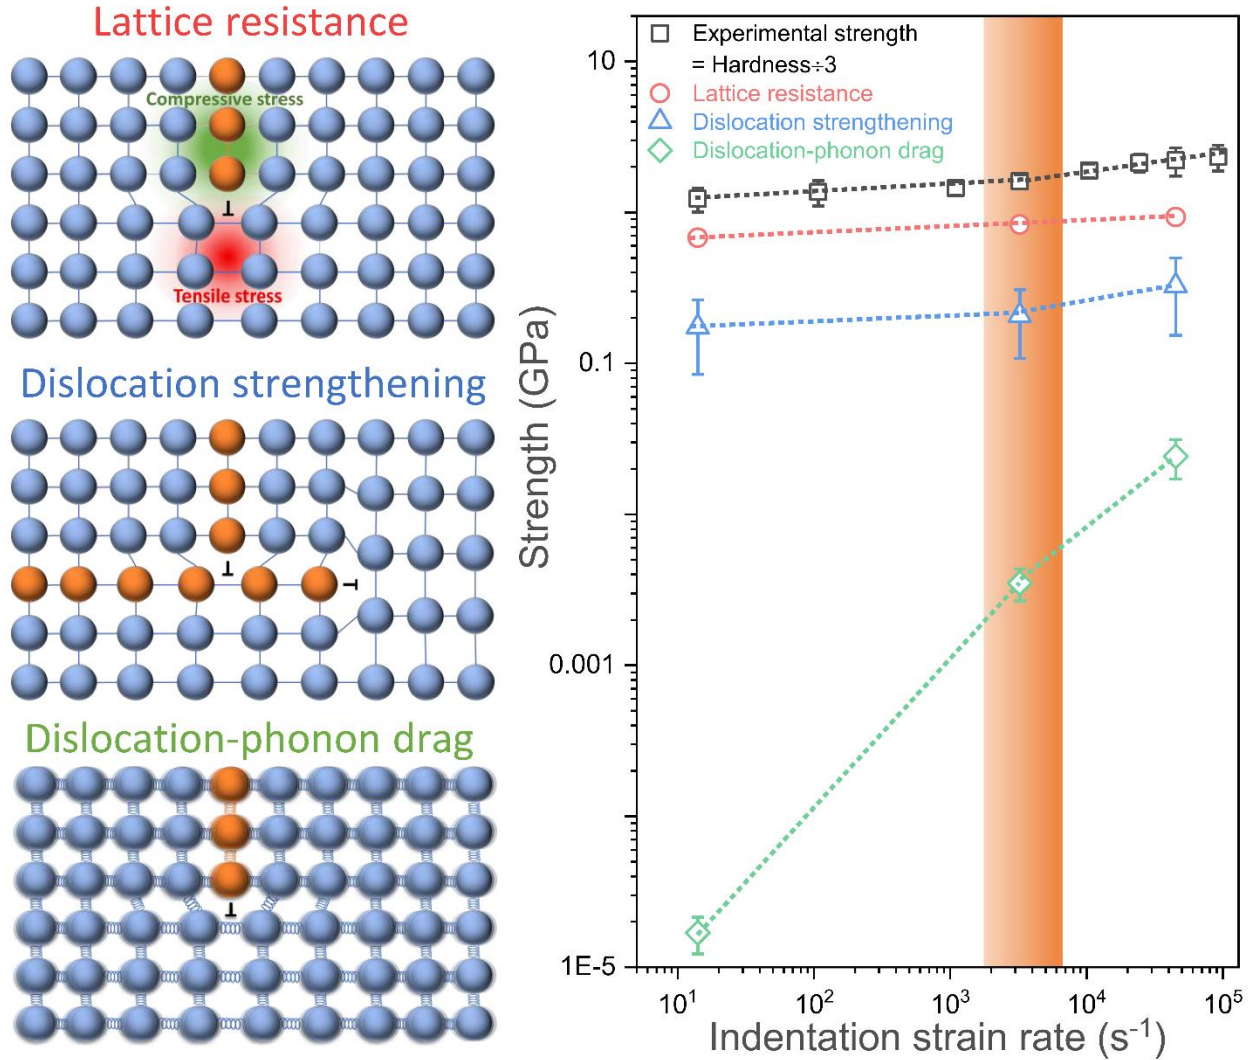 Lattice resistance
Compressive stress
⊥
Tensile stress
Dislocation strengthening
⊥
⊢
Dislocation-phonon drag
⊥
Experimental strength
= Hardness÷3
Lattice resistance
Dislocation strengthening
Dislocation-phonon drag
Strength (GPa)
10
0.1
0.001
1E-5
10¹ 10² 10³ 10⁴ 10⁵
Indentation strain rate (s⁻¹)